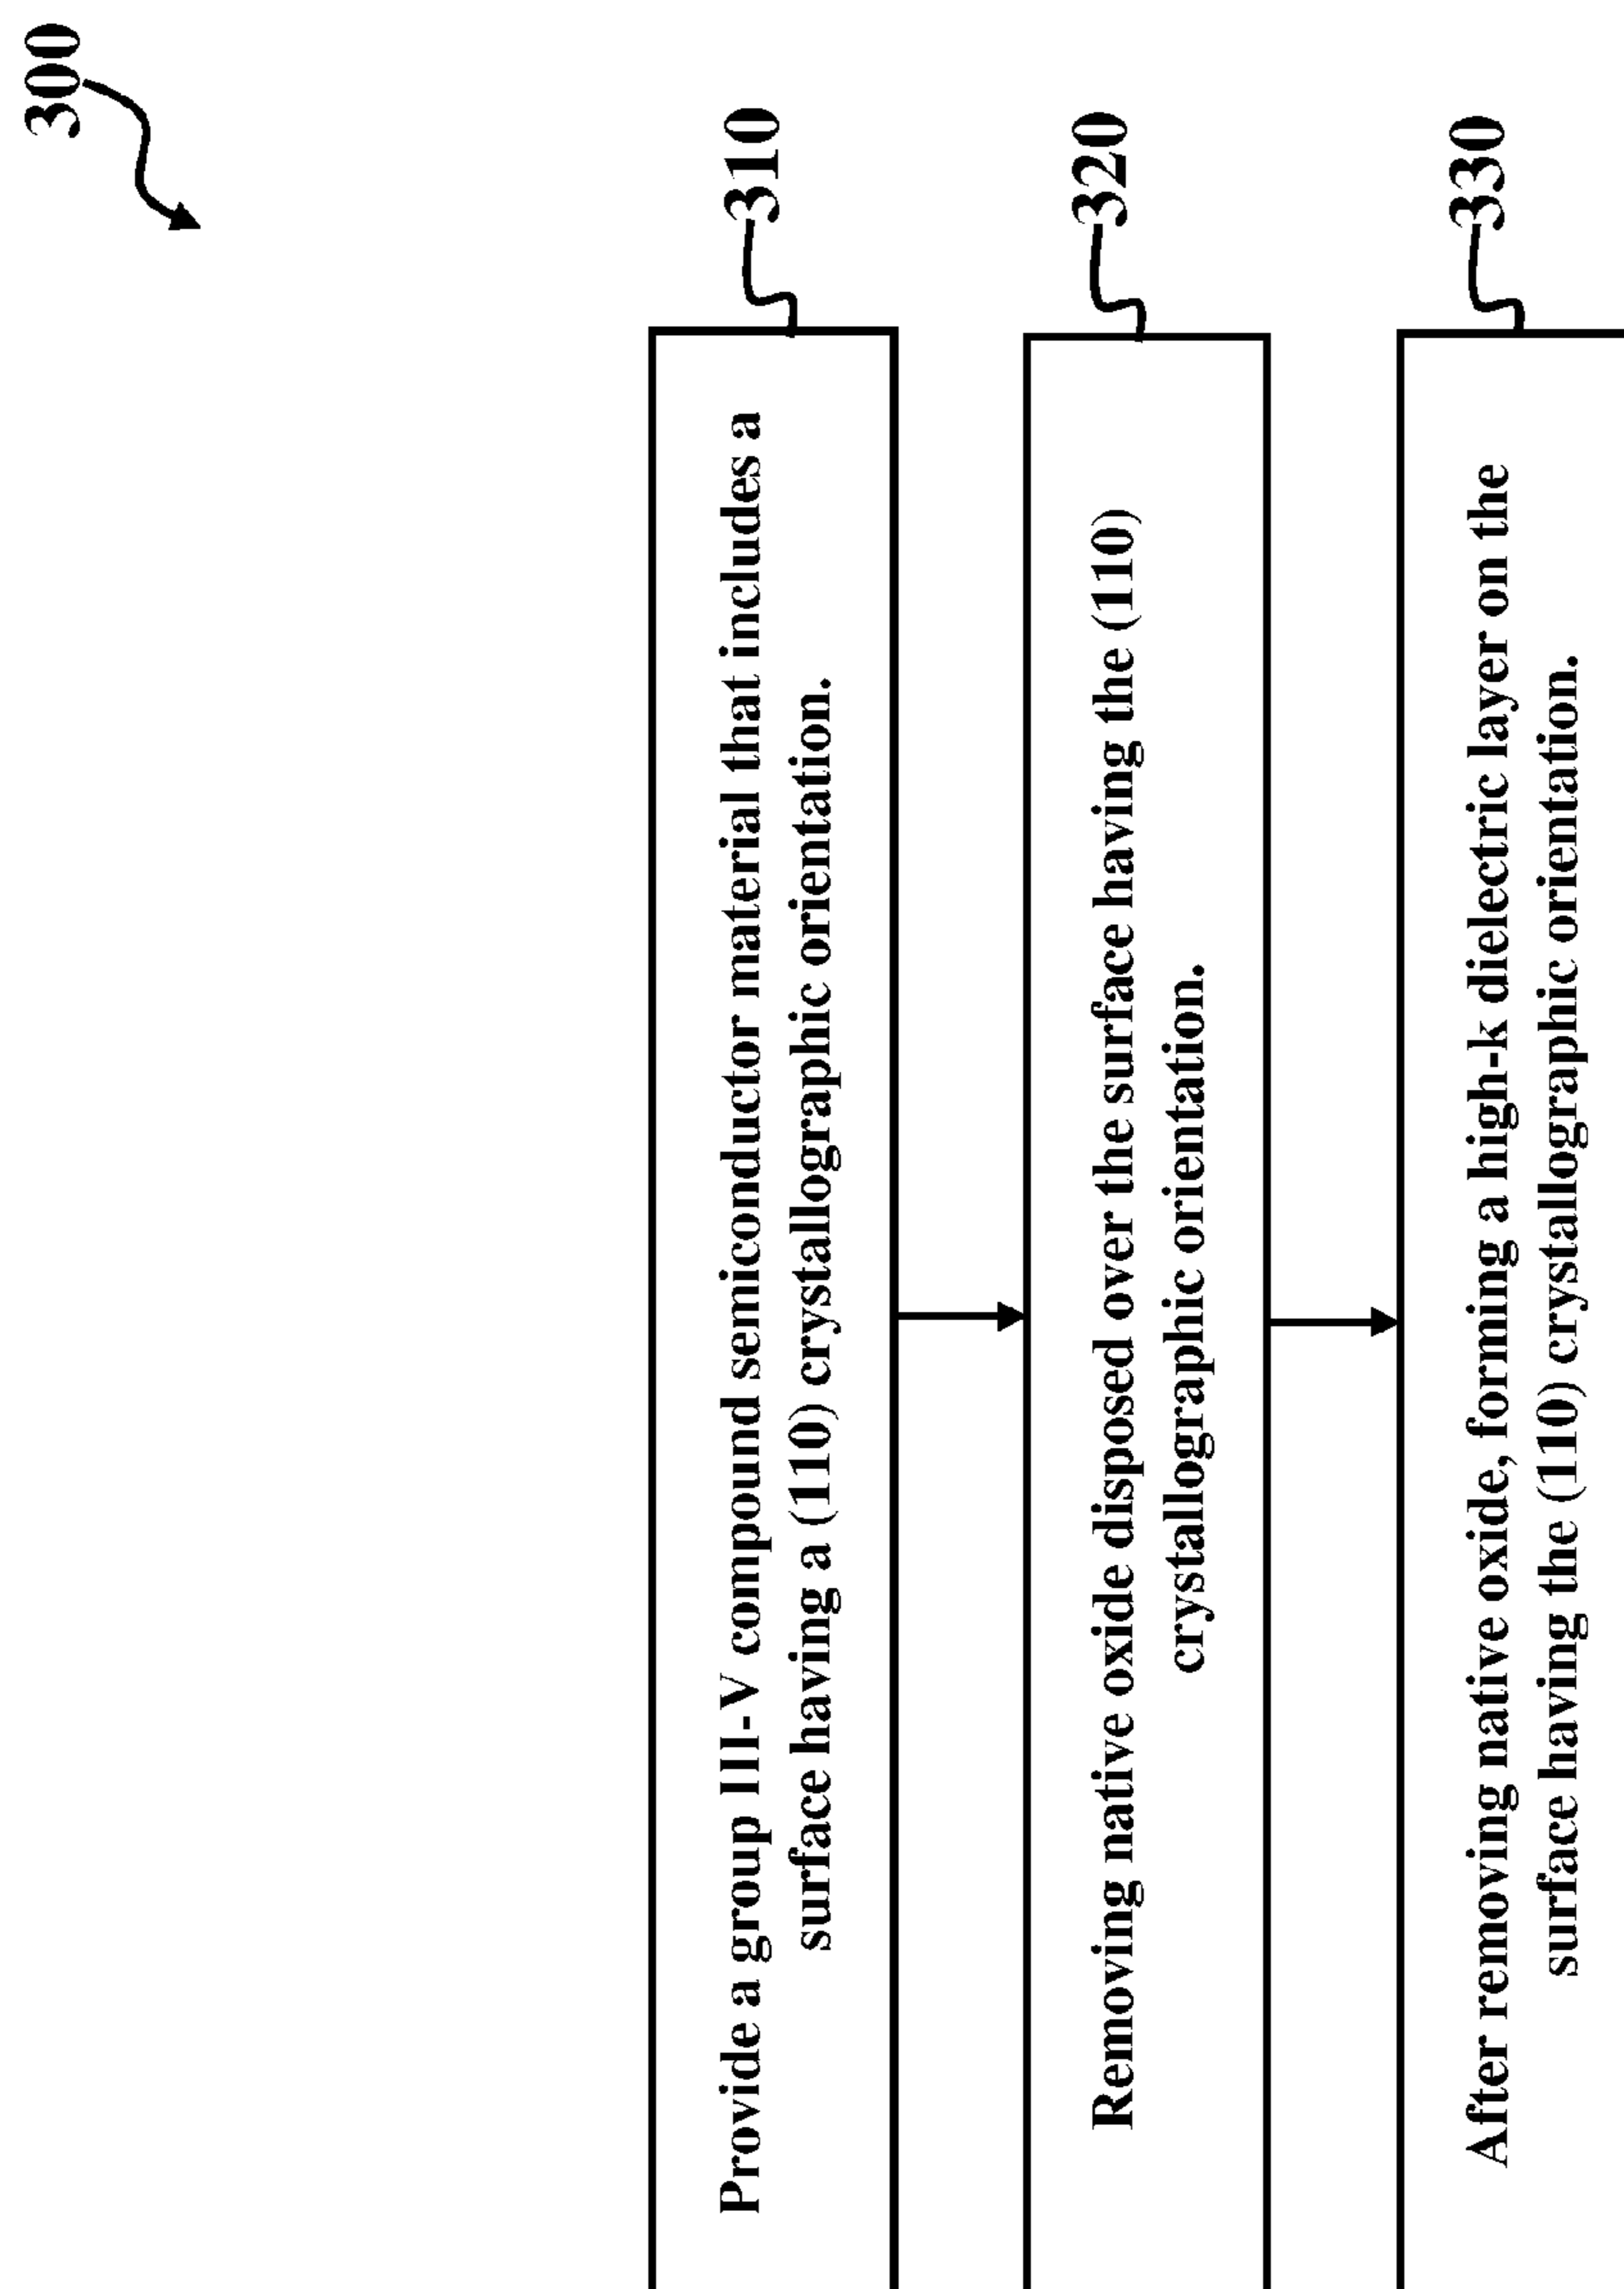 300
310
Provide a group III-V compound semiconductor material that includes a
surface having a (110) crystallographic orientation.
320
Removing native oxide disposed over the surface having the (110)
crystallographic orientation.
330
After removing native oxide, forming a high-k dielectric layer on the
surface having the (110) crystallographic orientation.